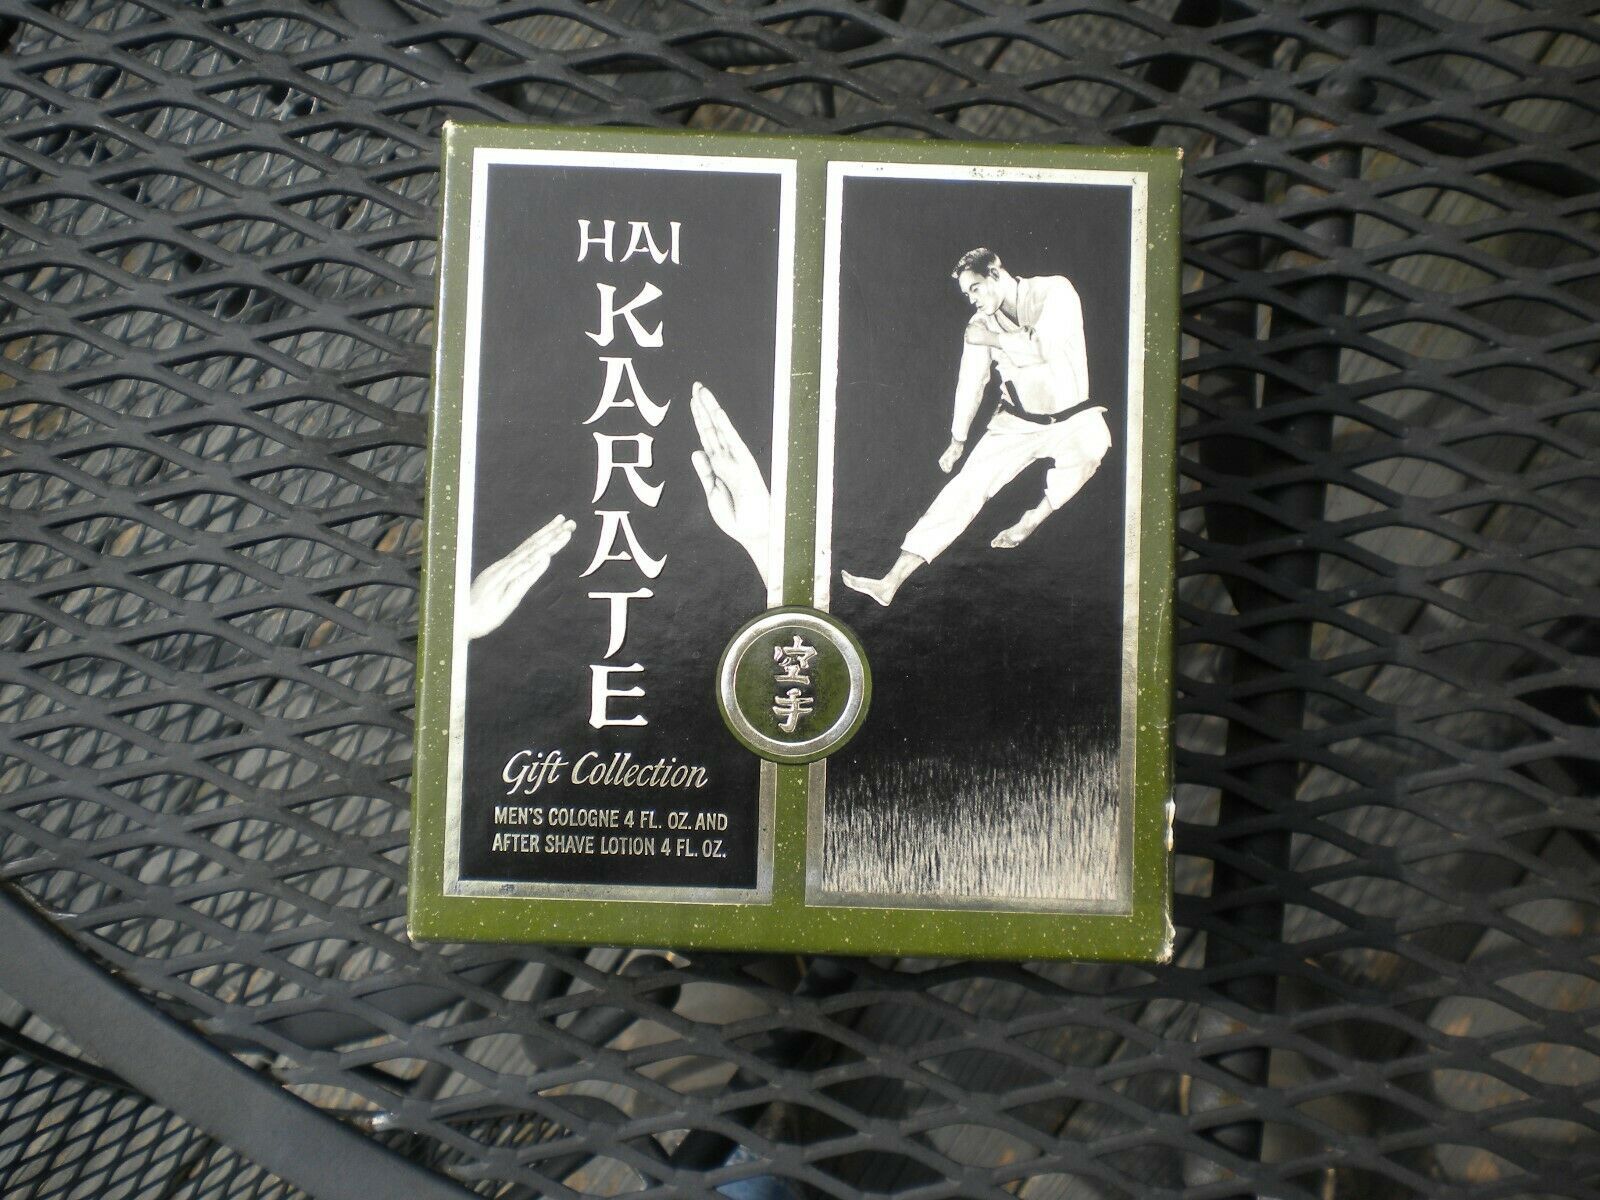 HAI
KARATE
Gift Collection
MEN'S COLOGNE 4 FL. OZ. AND
AFTER SHAVE LOTION 4 FL. OZ.
空手